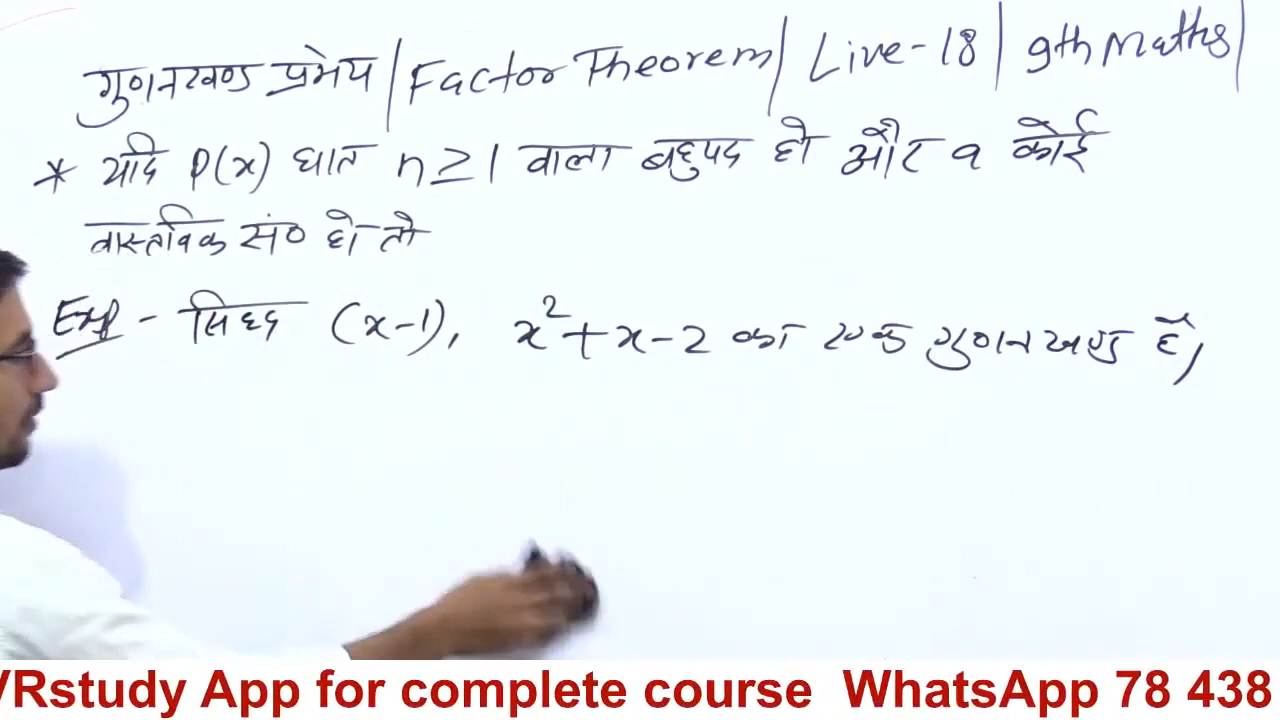 गुणनखण्ड प्रमेय | Factor Theorem | Live-18 | 9th Maths |
* यदि P(x) घात n ≥ 1 वाला बहुपद हो और a कोई
वास्तविक सं० हो तो
Exp - सिद्ध (x-1), x²+x-2 का एक गुणनखण्ड है,
VRstudy App for complete course WhatsApp 78 438